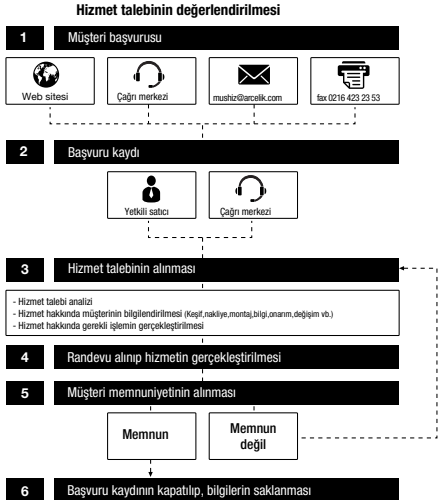 Hizmet talebinin değerlendirilmesi
1 Müşteri başvurusu
Web sitesi
Çağrı merkezi
mushiz@arcelik.com
fax 0216 423 23 53
2 Başvuru kaydı
Yetkili satıcı
Çağrı merkezi
3 Hizmet talebinin alınması
- Hizmet talebi analizi
- Hizmet hakkında müşterinin bilgilendirilmesi (Keşif,nakliye,montaj,bilgi,onarım,değişim vb.)
- Hizmet hakkında gerekli işlemin gerçekleştirilmesi
4 Randevu alınıp hizmetin gerçekleştirilmesi
5 Müşteri memnuniyetinin alınması
Memnun
Memnun
değil
6 Başvuru kaydının kapatılıp, bilgilerin saklanması